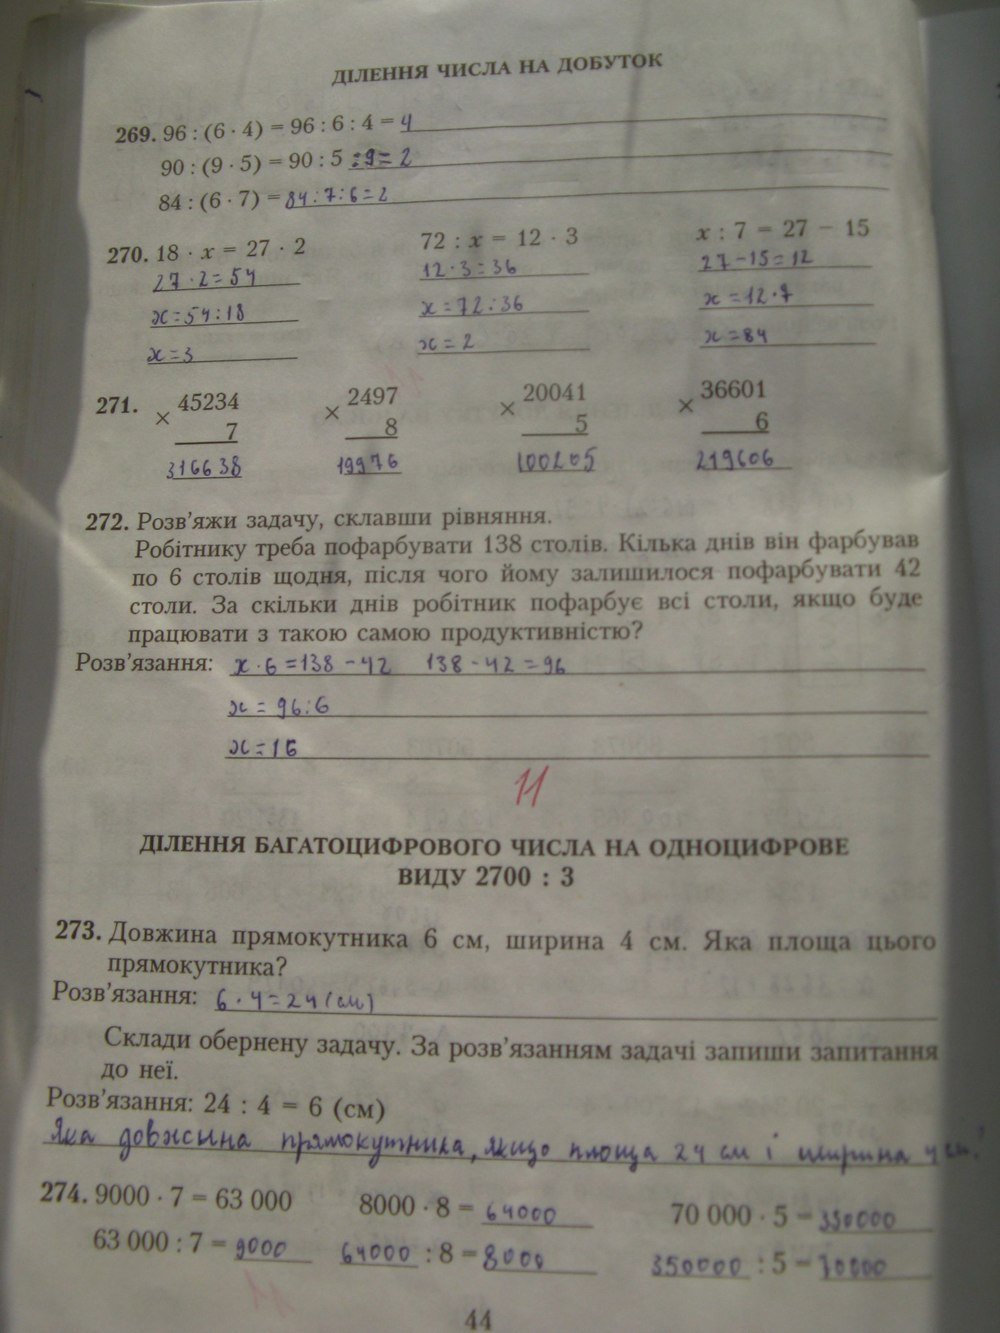 ДІЛЕННЯ ЧИСЛА НА ДОБУТОК
269. 96 : (6 · 4) = 96 : 6 : 4 = 4
90 : (9 · 5) = 90 : 5 : 9 = 2
84 : (6 · 7) = 84 : 7 : 6 = 2
270. 18 · x = 27 · 2
27 · 2 = 54
x = 54 : 18
x = 3
72 : x = 12 · 3
12 · 3 = 36
x = 72 : 36
x = 2
x : 7 = 27 − 15
27 − 15 = 12
x = 12 · 7
x = 84
271. × 45234
7
316638
× 2497
8
19976
× 20041
5
100205
× 36601
6
219606
272. Розв'яжи задачу, склавши рівняння.
Робітнику треба пофарбувати 138 столів. Кілька днів він фарбував
по 6 столів щодня, після чого йому залишилося пофарбувати 42
столи. За скільки днів робітник пофарбує всі столи, якщо буде
працювати з такою самою продуктивністю?
Розв'язання: x · 6 = 138 − 42 138 − 42 = 96
x = 96 : 6
x = 16
11
ДІЛЕННЯ БАГАТОЦИФРОВОГО ЧИСЛА НА ОДНОЦИФРОВЕ
ВИДУ 2700 : 3
273. Довжина прямокутника 6 см, ширина 4 см. Яка площа цього
прямокутника?
Розв'язання: 6 · 4 = 24 (см)
Склади обернену задачу. За розв'язанням задачі запиши запитання
до неї.
Розв'язання: 24 : 4 = 6 (см)
Яка довжина прямокутника, якщо площа 24 см і ширина 4 см?
274. 9000 · 7 = 63 000 8000 · 8 = 64000 70 000 · 5 = 350000
63 000 : 7 = 9000 64000 : 8 = 8000 350000 : 5 = 70000
11
44